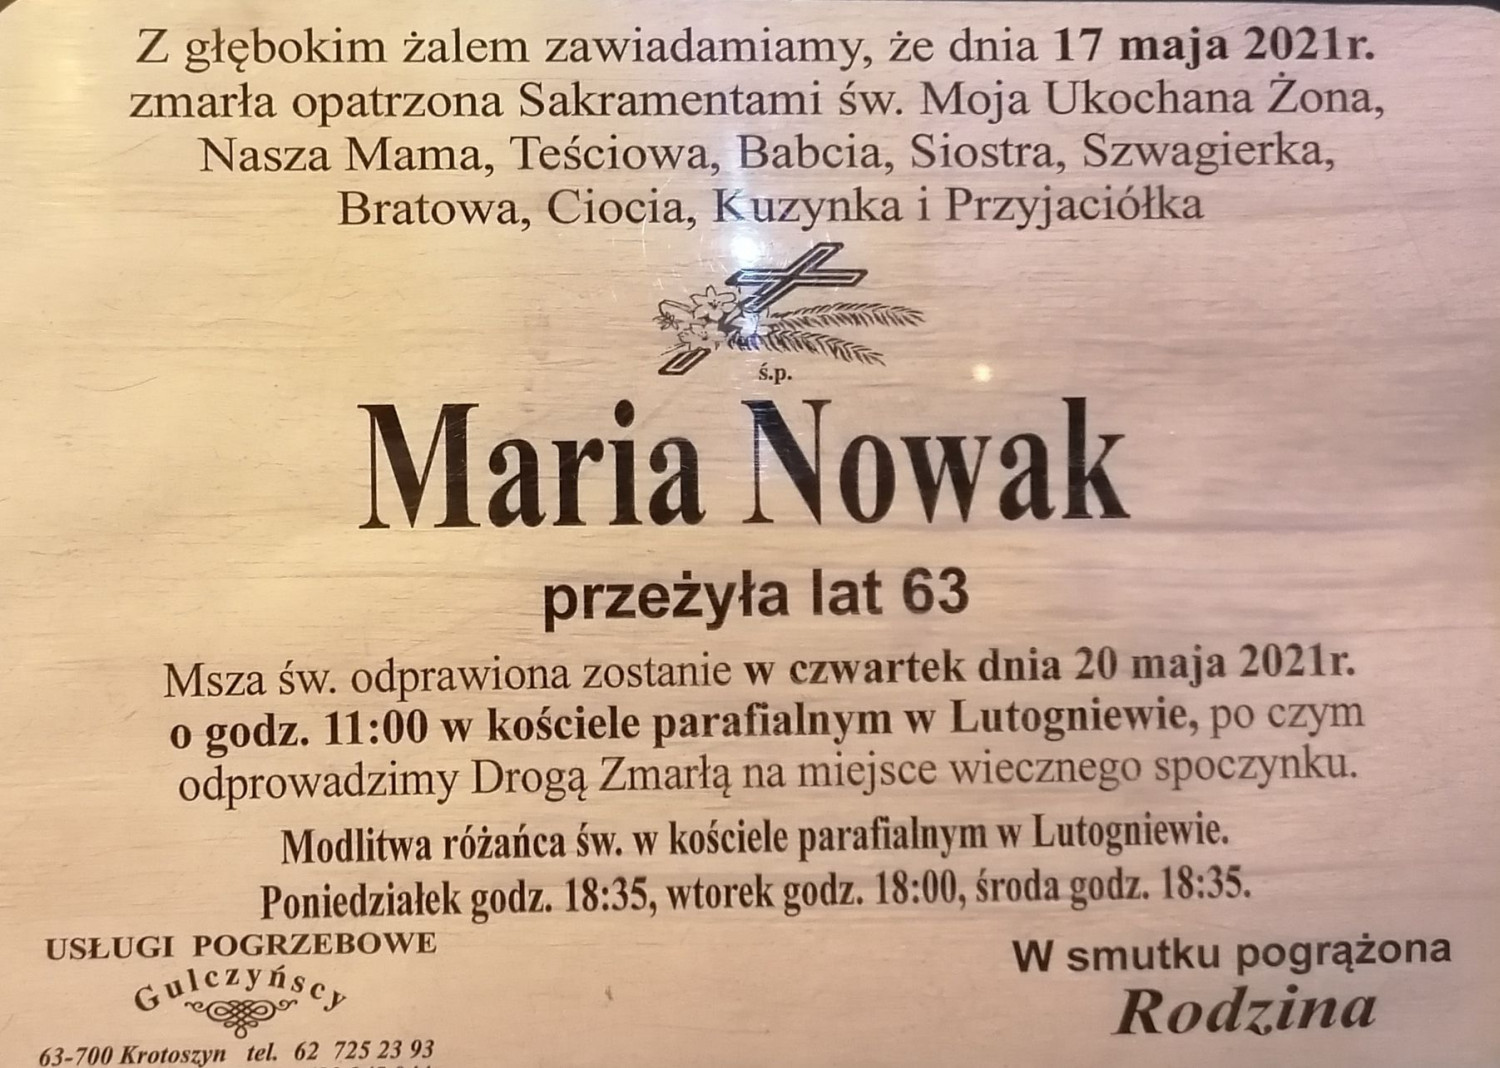 Z głębokim żalem zawiadamiamy, że dnia 17 maja 2021r.
zmarła opatrzona Sakramentami św. Moja Ukochana Żona,
Nasza Mama, Teściowa, Babcia, Siostra, Szwagierka,
Bratowa, Ciocia, Kuzynka i Przyjaciółka
ś.p.
Maria Nowak
przeżyła lat 63
Msza św. odprawiona zostanie w czwartek dnia 20 maja 2021r.
o godz. 11:00 w kościele parafialnym w Lutogniewie, po czym
odprowadzimy Drogą Zmarłą na miejsce wiecznego spoczynku.
Modlitwa różańca św. w kościele parafialnym w Lutogniewie.
Poniedziałek godz. 18:35, wtorek godz. 18:00, środa godz. 18:35.
USŁUGI POGRZEBOWE
Gulczyńscy
63-700 Krotoszyn tel. 62 725 23 93
W smutku pogrążona
Rodzina